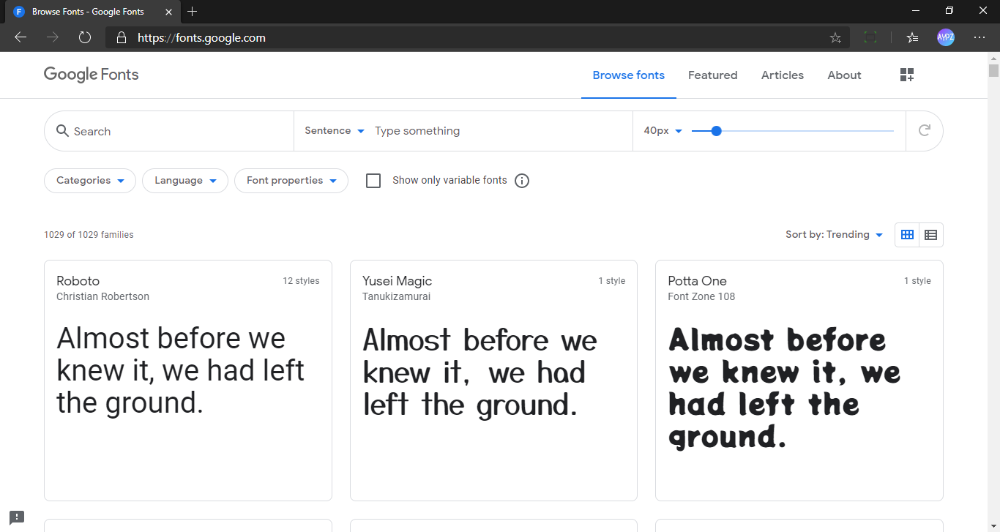 Browse Fonts - Google Fonts
https://fonts.google.com
AYPZ
Google Fonts
Browse fonts
Featured
Articles
About
Search
Sentence
Type something
40px
Categories
Language
Font properties
Show only variable fonts
1029 of 1029 families
Sort by: Trending
Roboto
12 styles
Christian Robertson
Almost before we
knew it, we had left
the ground.
Yusei Magic
1 style
Tanukizamurai
Almost before we
knew it, we had
left the ground.
Potta One
1 style
Font Zone 108
Almost before
we knew it, we
had left the
ground.